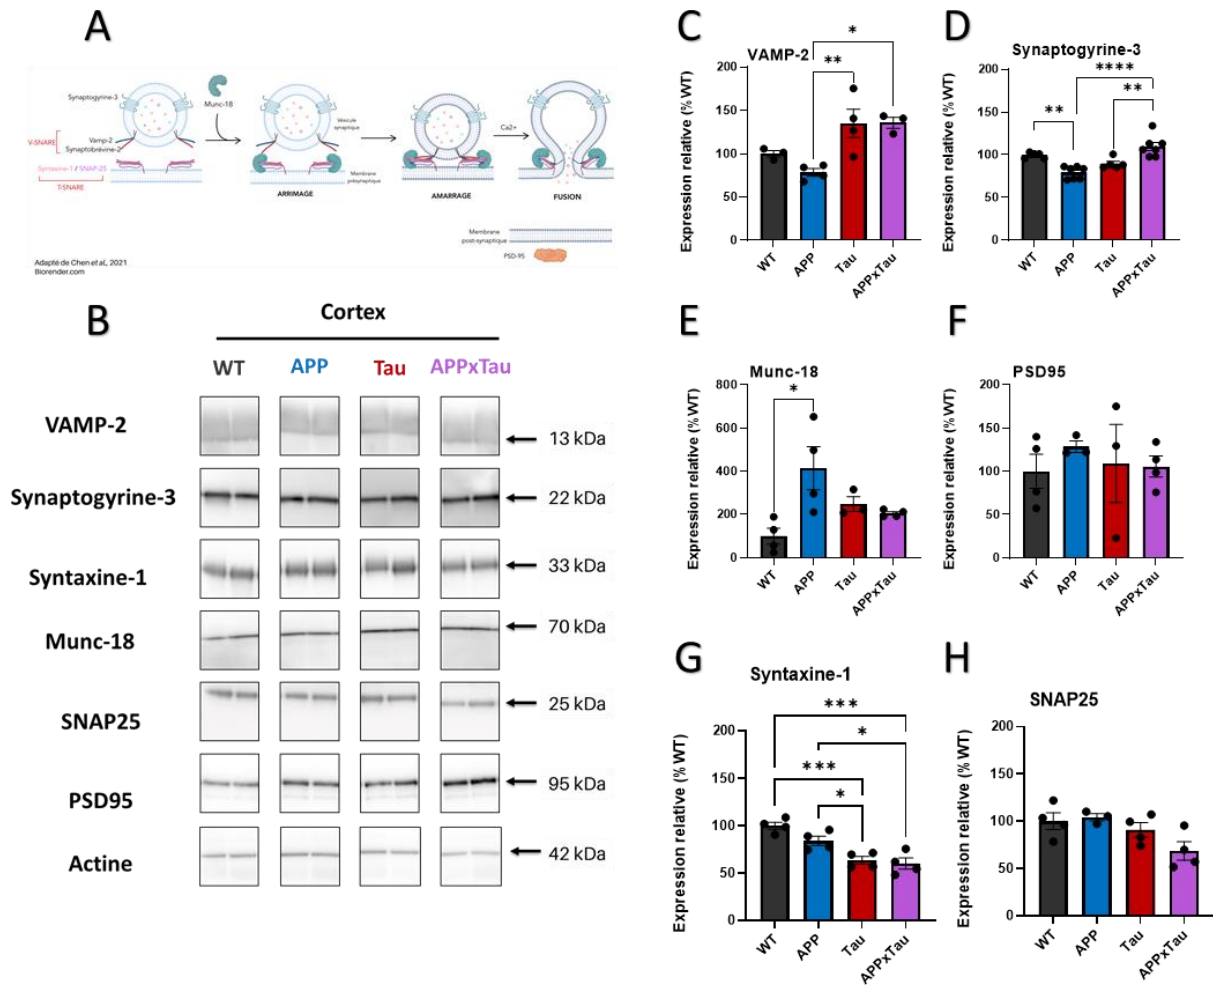 A
Synaptogyrine-3
Munc-18
V-SNARE
Vamp-2
Synaptobrévine-2
Syntaxine-1 / SNAP-25
T-SNARE
Vésicule
synaptique
Membrane
présynaptique
Ca2+
ARRIMAGE
AMARRAGE
FUSION
Membrane
post-synaptique
PSD-95
Adapté de Chen et al., 2021
Biorender.com
B
Cortex
WT APP Tau APPxTau
VAMP-2 13 kDa
Synaptogyrine-3 22 kDa
Syntaxine-1 33 kDa
Munc-18 70 kDa
SNAP25 25 kDa
PSD95 95 kDa
Actine 42 kDa
C
VAMP-2
*
**
Expression relative (% WT)
200
150
100
50
0
WT APP Tau APPxTau
D
Synaptogyrine-3
****
**
**
Expression relative (% WT)
200
150
100
50
0
WT APP Tau APPxTau
E
Munc-18
*
Expression relative (% WT)
800
600
400
200
0
WT APP Tau APPxTau
F
PSD95
Expression relative (% WT)
200
150
100
50
0
WT APP Tau APPxTau
G
Syntaxine-1
***
*
***
*
Expression relative (% WT)
200
150
100
50
0
WT APP Tau APPxTau
H
SNAP25
Expression relative (% WT)
200
150
100
50
0
WT APP Tau APPxTau